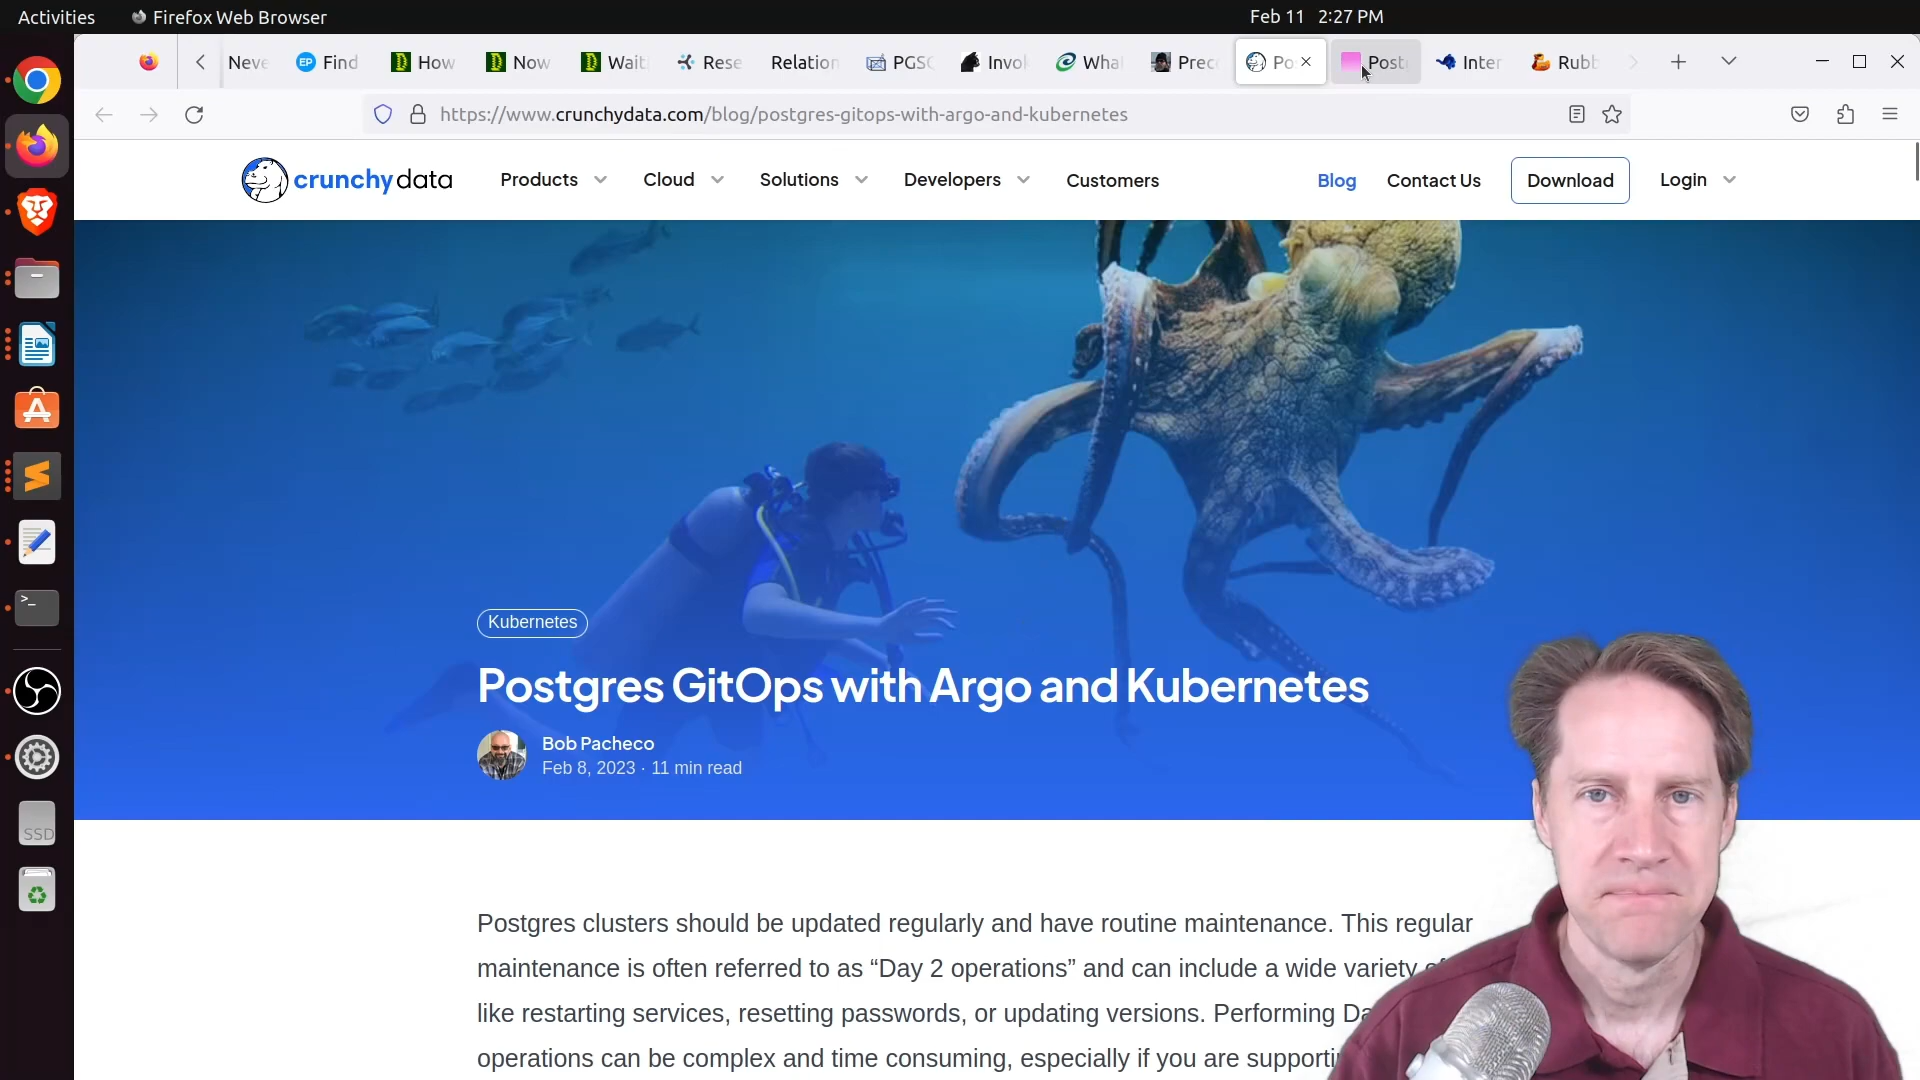 Activities
Firefox Web Browser
Feb 11 2:27 PM
Neve
Find
How
Now
Wait
Rese
Relation
PGSQ
Invok
What
Prec
Po
Post
Inter
Rubb
https://www.crunchydata.com/blog/postgres-gitops-with-argo-and-kubernetes
crunchy data
Products
Cloud
Solutions
Developers
Customers
Blog
Contact Us
Download
Login
Kubernetes
Postgres GitOps with Argo and Kubernetes
Bob Pacheco
Feb 8, 2023 · 11 min read
SSD
Postgres clusters should be updated regularly and have routine maintenance. This regular
maintenance is often referred to as “Day 2 operations” and can include a wide variety of
like restarting services, resetting passwords, or updating versions. Performing Da
operations can be complex and time consuming, especially if you are supporti